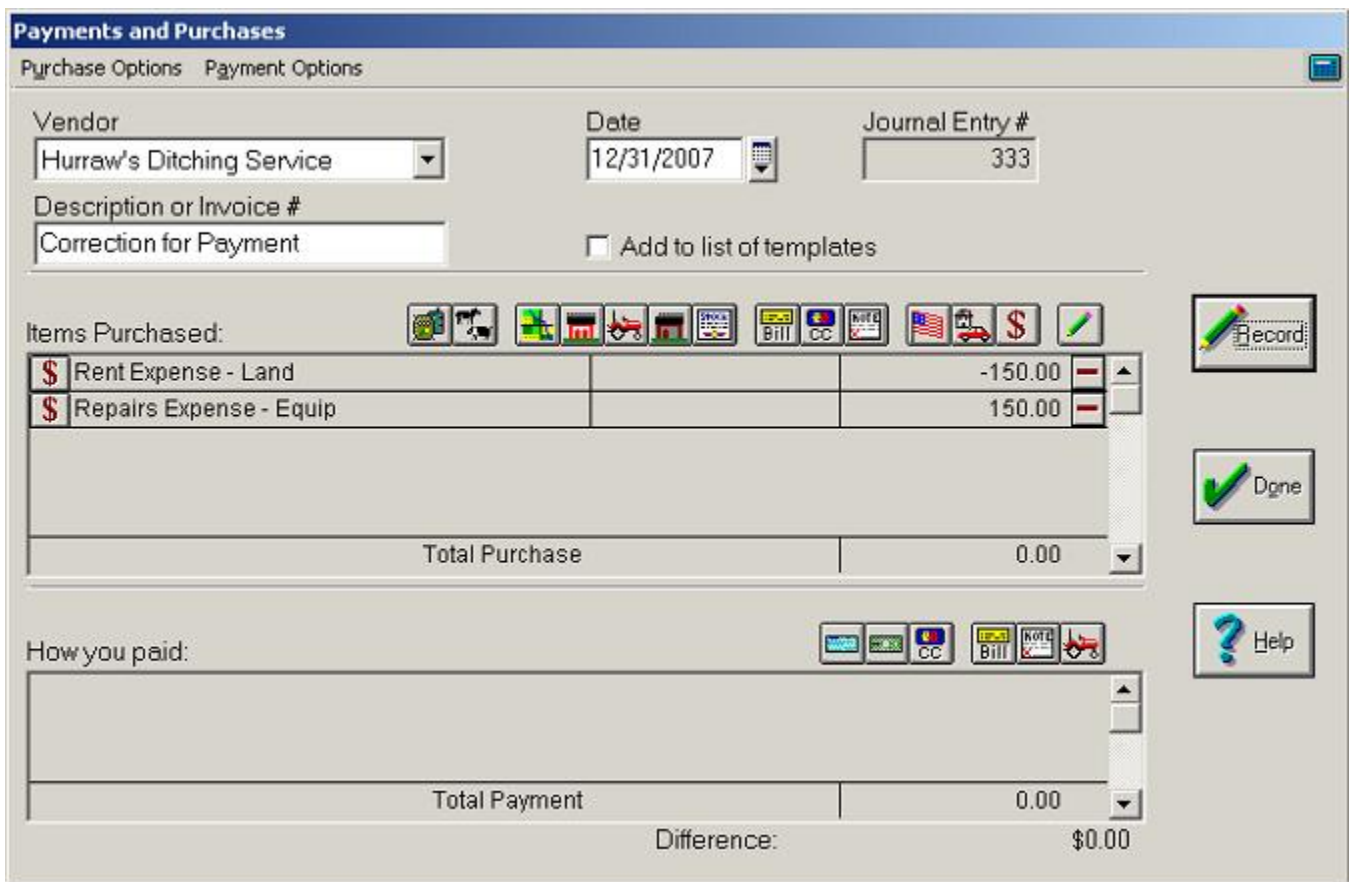 Payments and Purchases
Purchase Options Payment Options
Vendor Date Journal Entry #
Hurraw's Ditching Service 12/31/2007 333
Description or Invoice #
Correction for Payment Add to list of templates
Items Purchased: Bill CC NOTE $
$ Rent Expense - Land -150.00
$ Repairs Expense - Equip 150.00
Total Purchase 0.00
How you paid: CC Bill NOTE
Total Payment 0.00
Difference: $0.00
Record
Done
Help